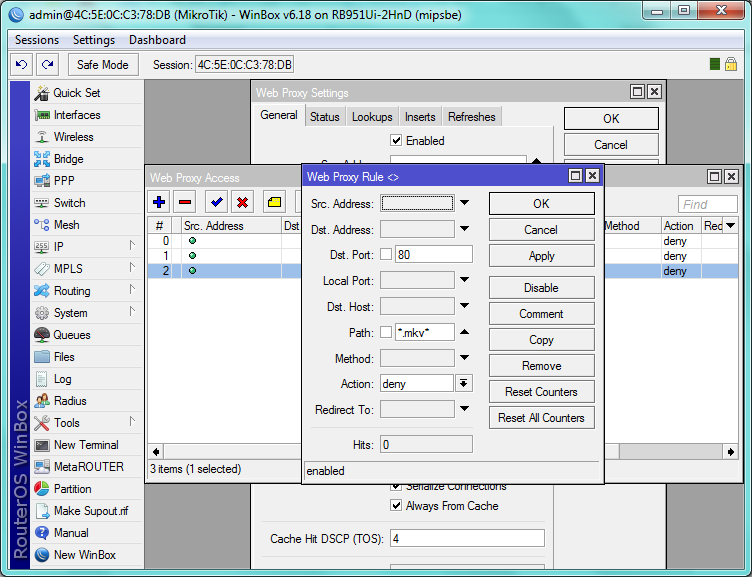 admin@4C:5E:0C:C3:78:DB (MikroTik) - WinBox v6.18 on RB951Ui-2HnD (mipsbe)
Sessions Settings Dashboard
Safe Mode Session: 4C:5E:0C:C3:78:DB
RouterOS WinBox
Quick Set
Interfaces
Wireless
Bridge
PPP
Switch
Mesh
IP
MPLS
Routing
System
Queues
Files
Log
Radius
Tools
New Terminal
MetaROUTER
Partition
Make Supout.rif
Manual
New WinBox
Web Proxy Settings
General Status Lookups Inserts Refreshes
Enabled
OK
Cancel
Web Proxy Access
Find
# Src. Address Dst Method Action Rec
0 deny
1 deny
2 deny
3 items (1 selected)
Web Proxy Rule <>
Src. Address:
Dst. Address:
Dst. Port: 80
Local Port:
Dst. Host:
Path: *.mkv*
Method:
Action: deny
Redirect To:
Hits: 0
enabled
OK
Cancel
Apply
Disable
Comment
Copy
Remove
Reset Counters
Reset All Counters
Serialize Connections
Always From Cache
Cache Hit DSCP (TOS): 4